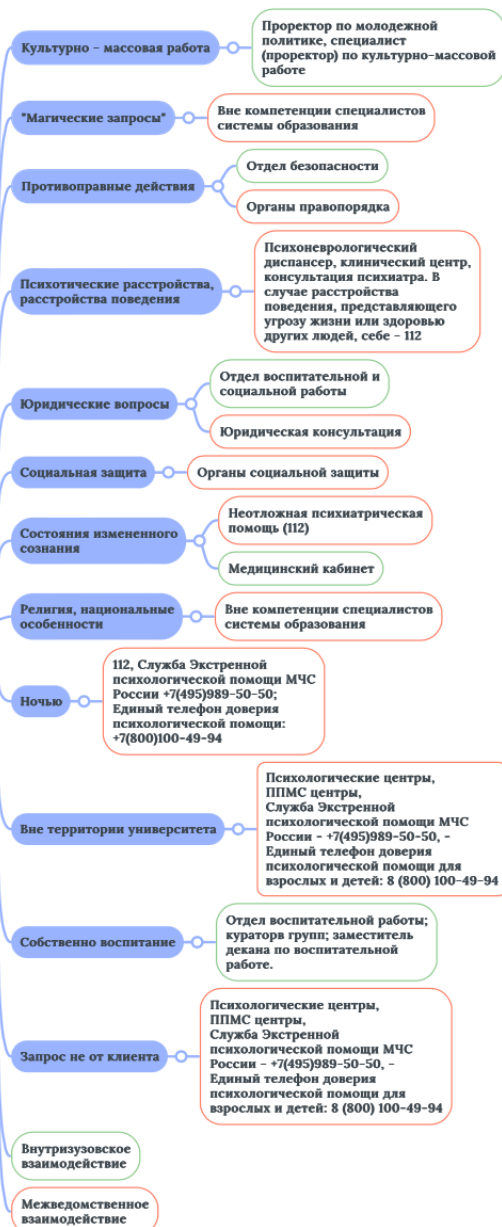 Культурно - массовая работа
Проректор по молодежной
политике, специалист
(проректор) по культурно-массовой
работе
"Магические запросы"
Вне компетенции специалистов
системы образования
Противоправные действия
Отдел безопасности
Органы правопорядка
Психотические расстройства,
расстройства поведения
Психоневрологический
диспансер, клинический центр,
консультация психиатра. В
случае расстройства
поведения, представляющего
угрозу жизни или здоровью
других людей, себе - 112
Юридические вопросы
Отдел воспитательной и
социальной работы
Юридическая консультация
Социальная защита
Органы социальной защиты
Состояния измененного
сознания
Неотложная психиатрическая
помощь (112)
Медицинский кабинет
Религия, национальные
особенности
Вне компетенции специалистов
системы образования
Ночью
112, Служба Экстренной
психологической помощи МЧС
России +7(495)989-50-50;
Единый телефон доверия
психологической помощи:
+7(800)100-49-94
Вне территории университета
Психологические центры,
ППМС центры,
Служба Экстренной
психологической помощи МЧС
России - +7(495)989-50-50, -
Единый телефон доверия
психологической помощи для
взрослых и детей: 8 (800) 100-49-94
Собственно воспитание
Отдел воспитательной работы;
кураторв групп; заместитель
декана по воспитательной
работе.
Запрос не от клиента
Психологические центры,
ППМС центры,
Служба Экстренной
психологической помощи МЧС
России - +7(495)989-50-50, -
Единый телефон доверия
психологической помощи для
взрослых и детей: 8 (800) 100-49-94
Внутризузовское
взаимодействие
Межведомственное
взаимодействие